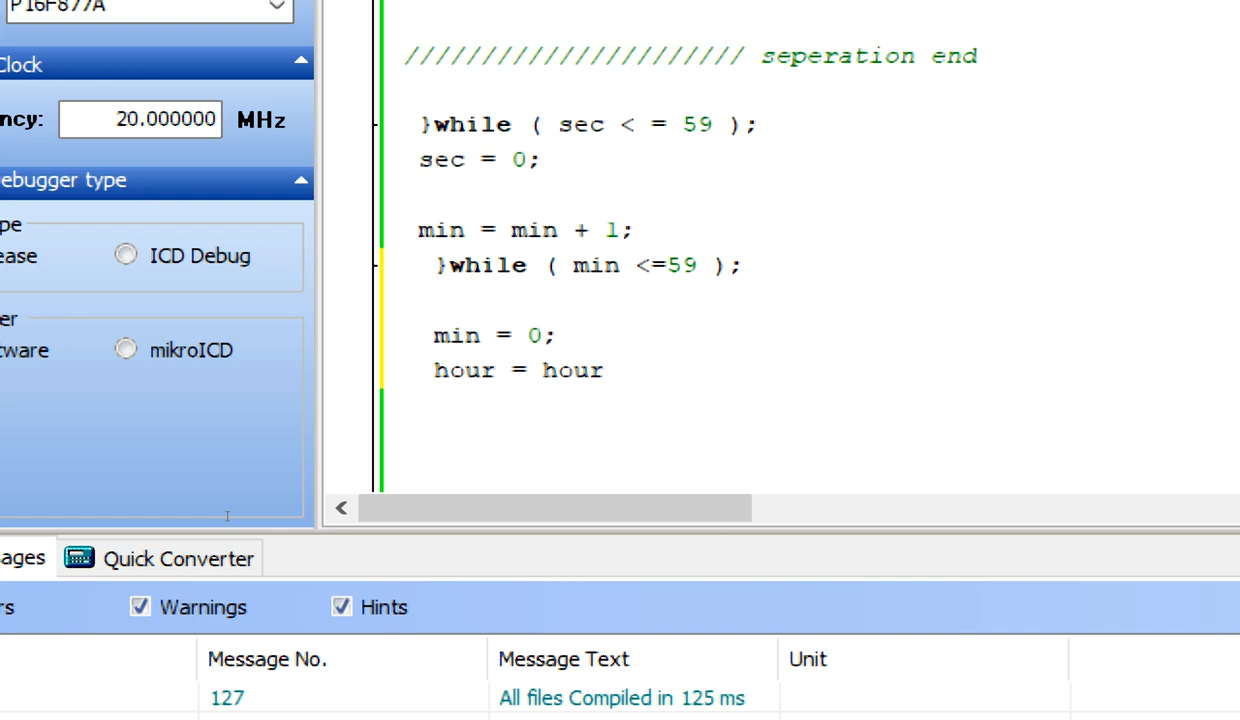 P16F877A
////////////////////// seperation end
Clock
ncy: 20.000000 MHz
}while ( sec < = 59 );
sec = 0;
ebugger type
pe
min = min + 1;
ease ICD Debug
}while ( min <=59 );
er
min = 0;
tware mikroICD
hour = hour
<
ages Quick Converter
rs Warnings Hints
Message No. Message Text Unit
127 All files Compiled in 125 ms